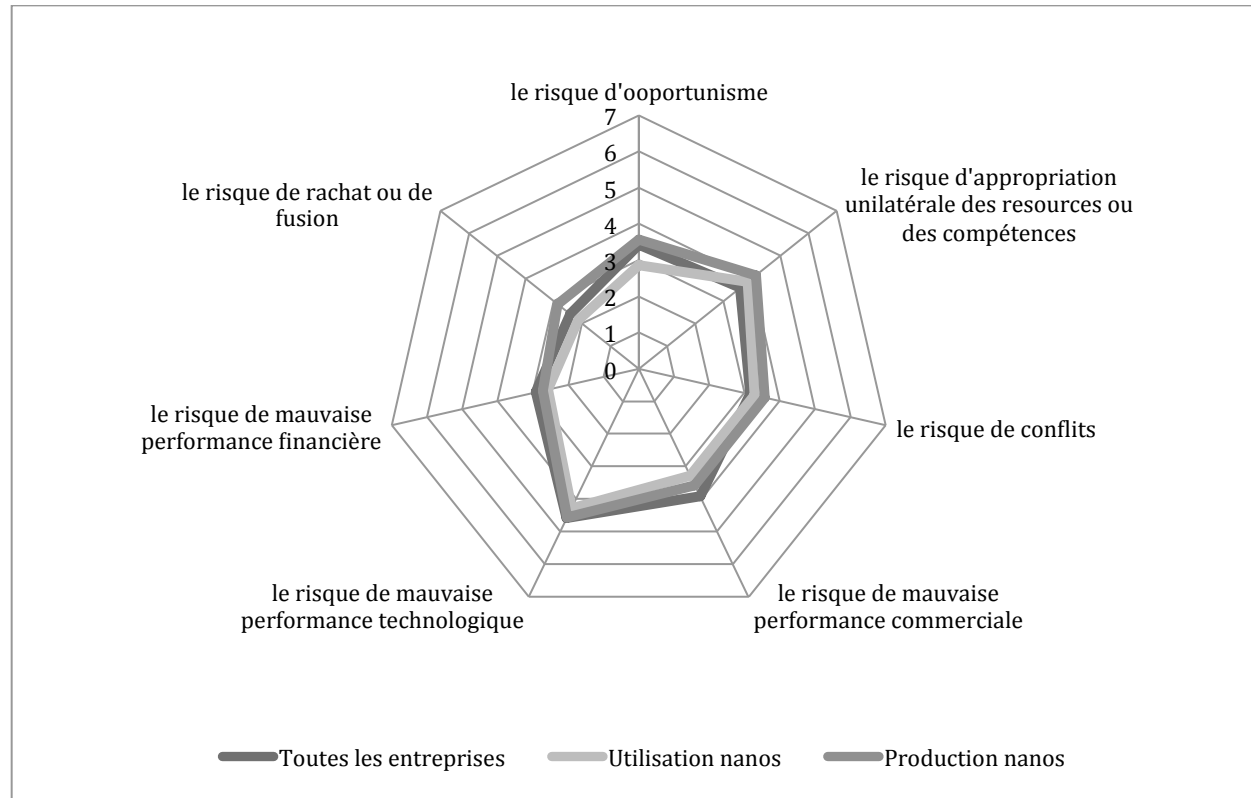 le risque d'ooportunisme
7
6
5
4
3
2
1
0
le risque d'appropriation
unilatérale des resources ou
des compétences
le risque de conflits
le risque de mauvaise
performance commerciale
le risque de mauvaise
performance technologique
le risque de mauvaise
performance financière
le risque de rachat ou de
fusion
Toutes les entreprises
Utilisation nanos
Production nanos